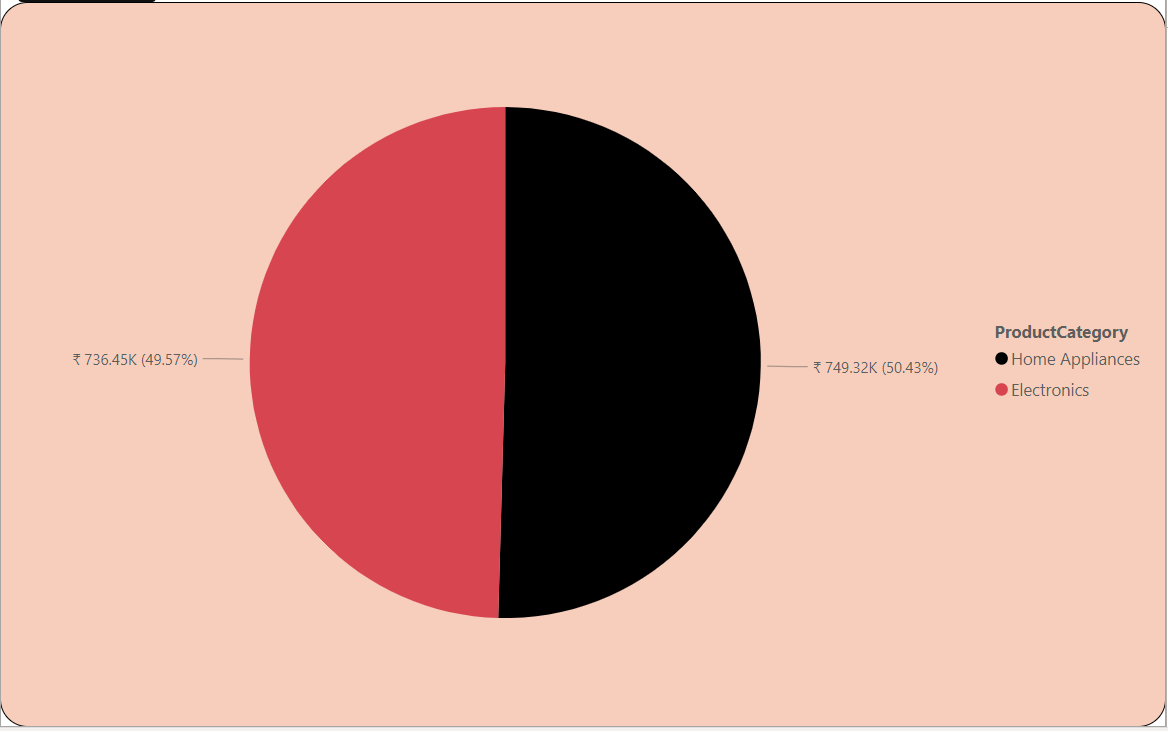 ₹ 736.45K (49.57%)
₹ 749.32K (50.43%)
ProductCategory
Home Appliances
Electronics